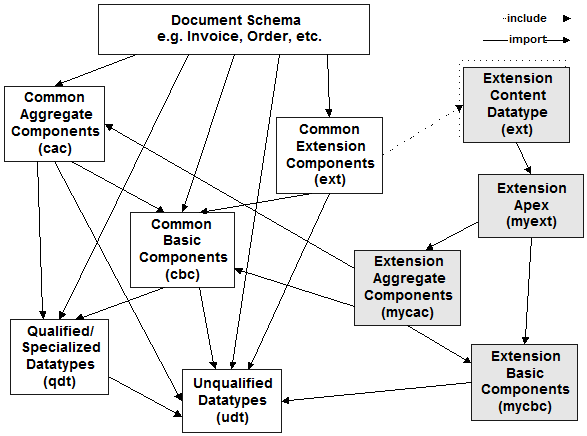 Document Schema
e.g. Invoice, Order, etc.
include
import
Extension
Content
Datatype
(ext)
Common
Aggregate
Components
(cac)
Common
Extension
Components
(ext)
Extension
Apex
(myext)
Common
Basic
Components
(cbc)
Extension
Aggregate
Components
(mycac)
Qualified/
Specialized
Datatypes
(qdt)
Unqualified
Datatypes
(udt)
Extension
Basic
Components
(mycbc)